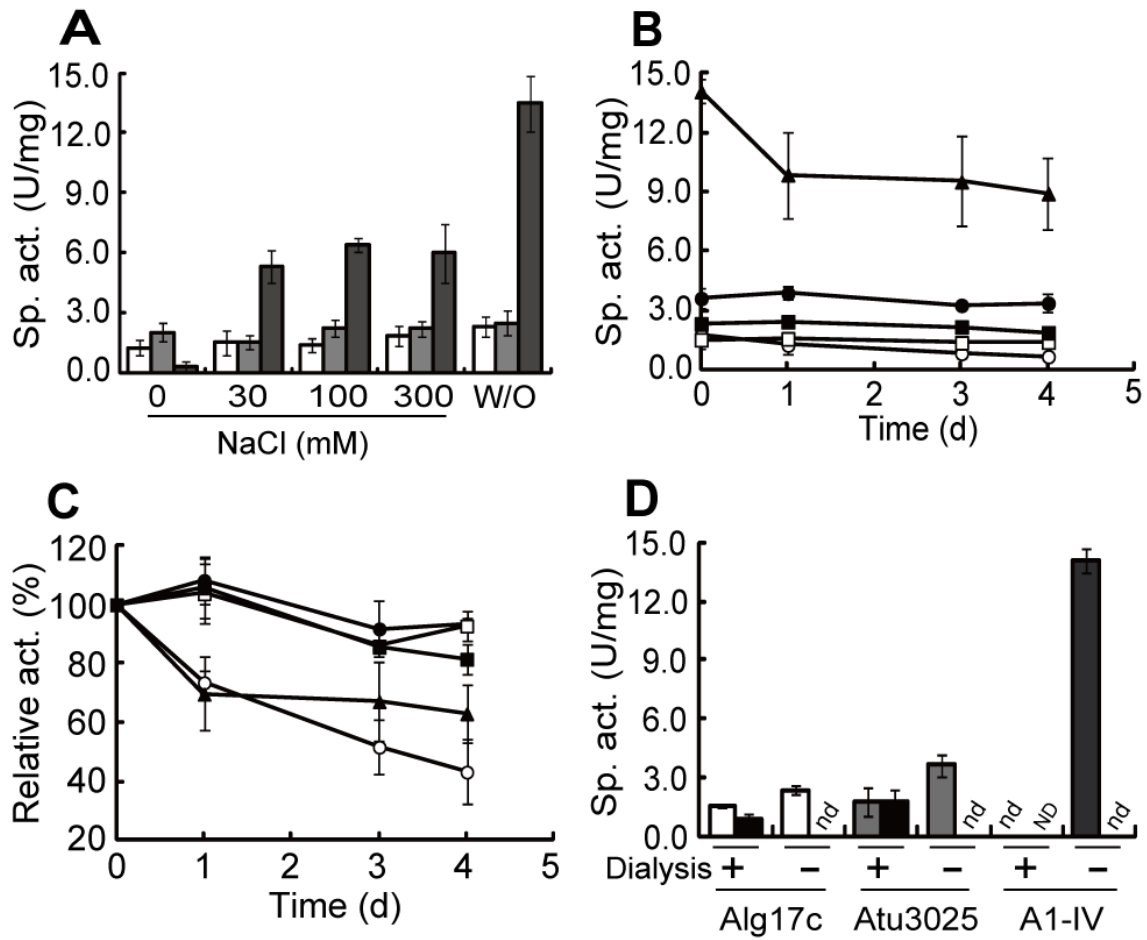 A
Sp. act. (U/mg)
15.0
12.0
9.0
6.0
3.0
0.0
0 30 100 300 W/O
NaCl (mM)
B
Sp. act. (U/mg)
15.0
12.0
9.0
6.0
3.0
0.0
0 1 2 3 4 5
Time (d)
C
Relative act. (%)
120
100
80
60
40
20
0 1 2 3 4 5
Time (d)
D
Sp. act. (U/mg)
15.0
12.0
9.0
6.0
3.0
0.0
nd nd nd ND nd
Dialysis + − + − + −
Alg17c Atu3025 A1-IV